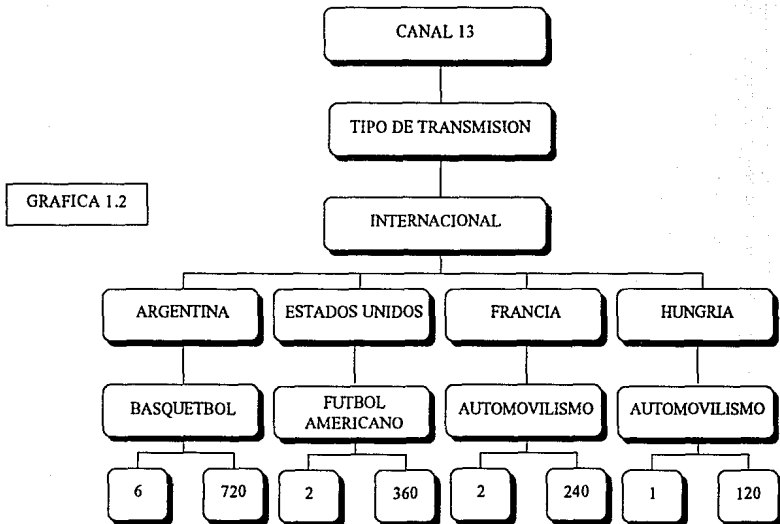 CANAL 13
TIPO DE TRANSMISION
GRAFICA 1.2
INTERNACIONAL
ARGENTINA
ESTADOS UNIDOS
FRANCIA
HUNGRIA
BASQUETBOL
FUTBOL
AMERICANO
AUTOMOVILISMO
AUTOMOVILISMO
6
720
2
360
2
240
1
120